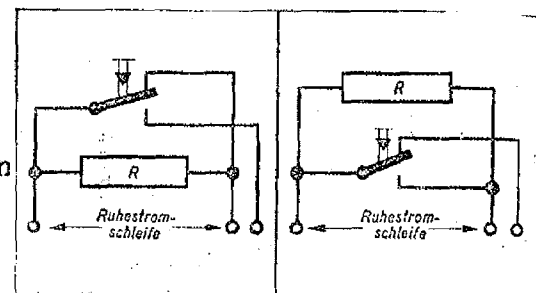 R
R
n
Ruhestrom-
schleife
Ruhestrom-
schleife